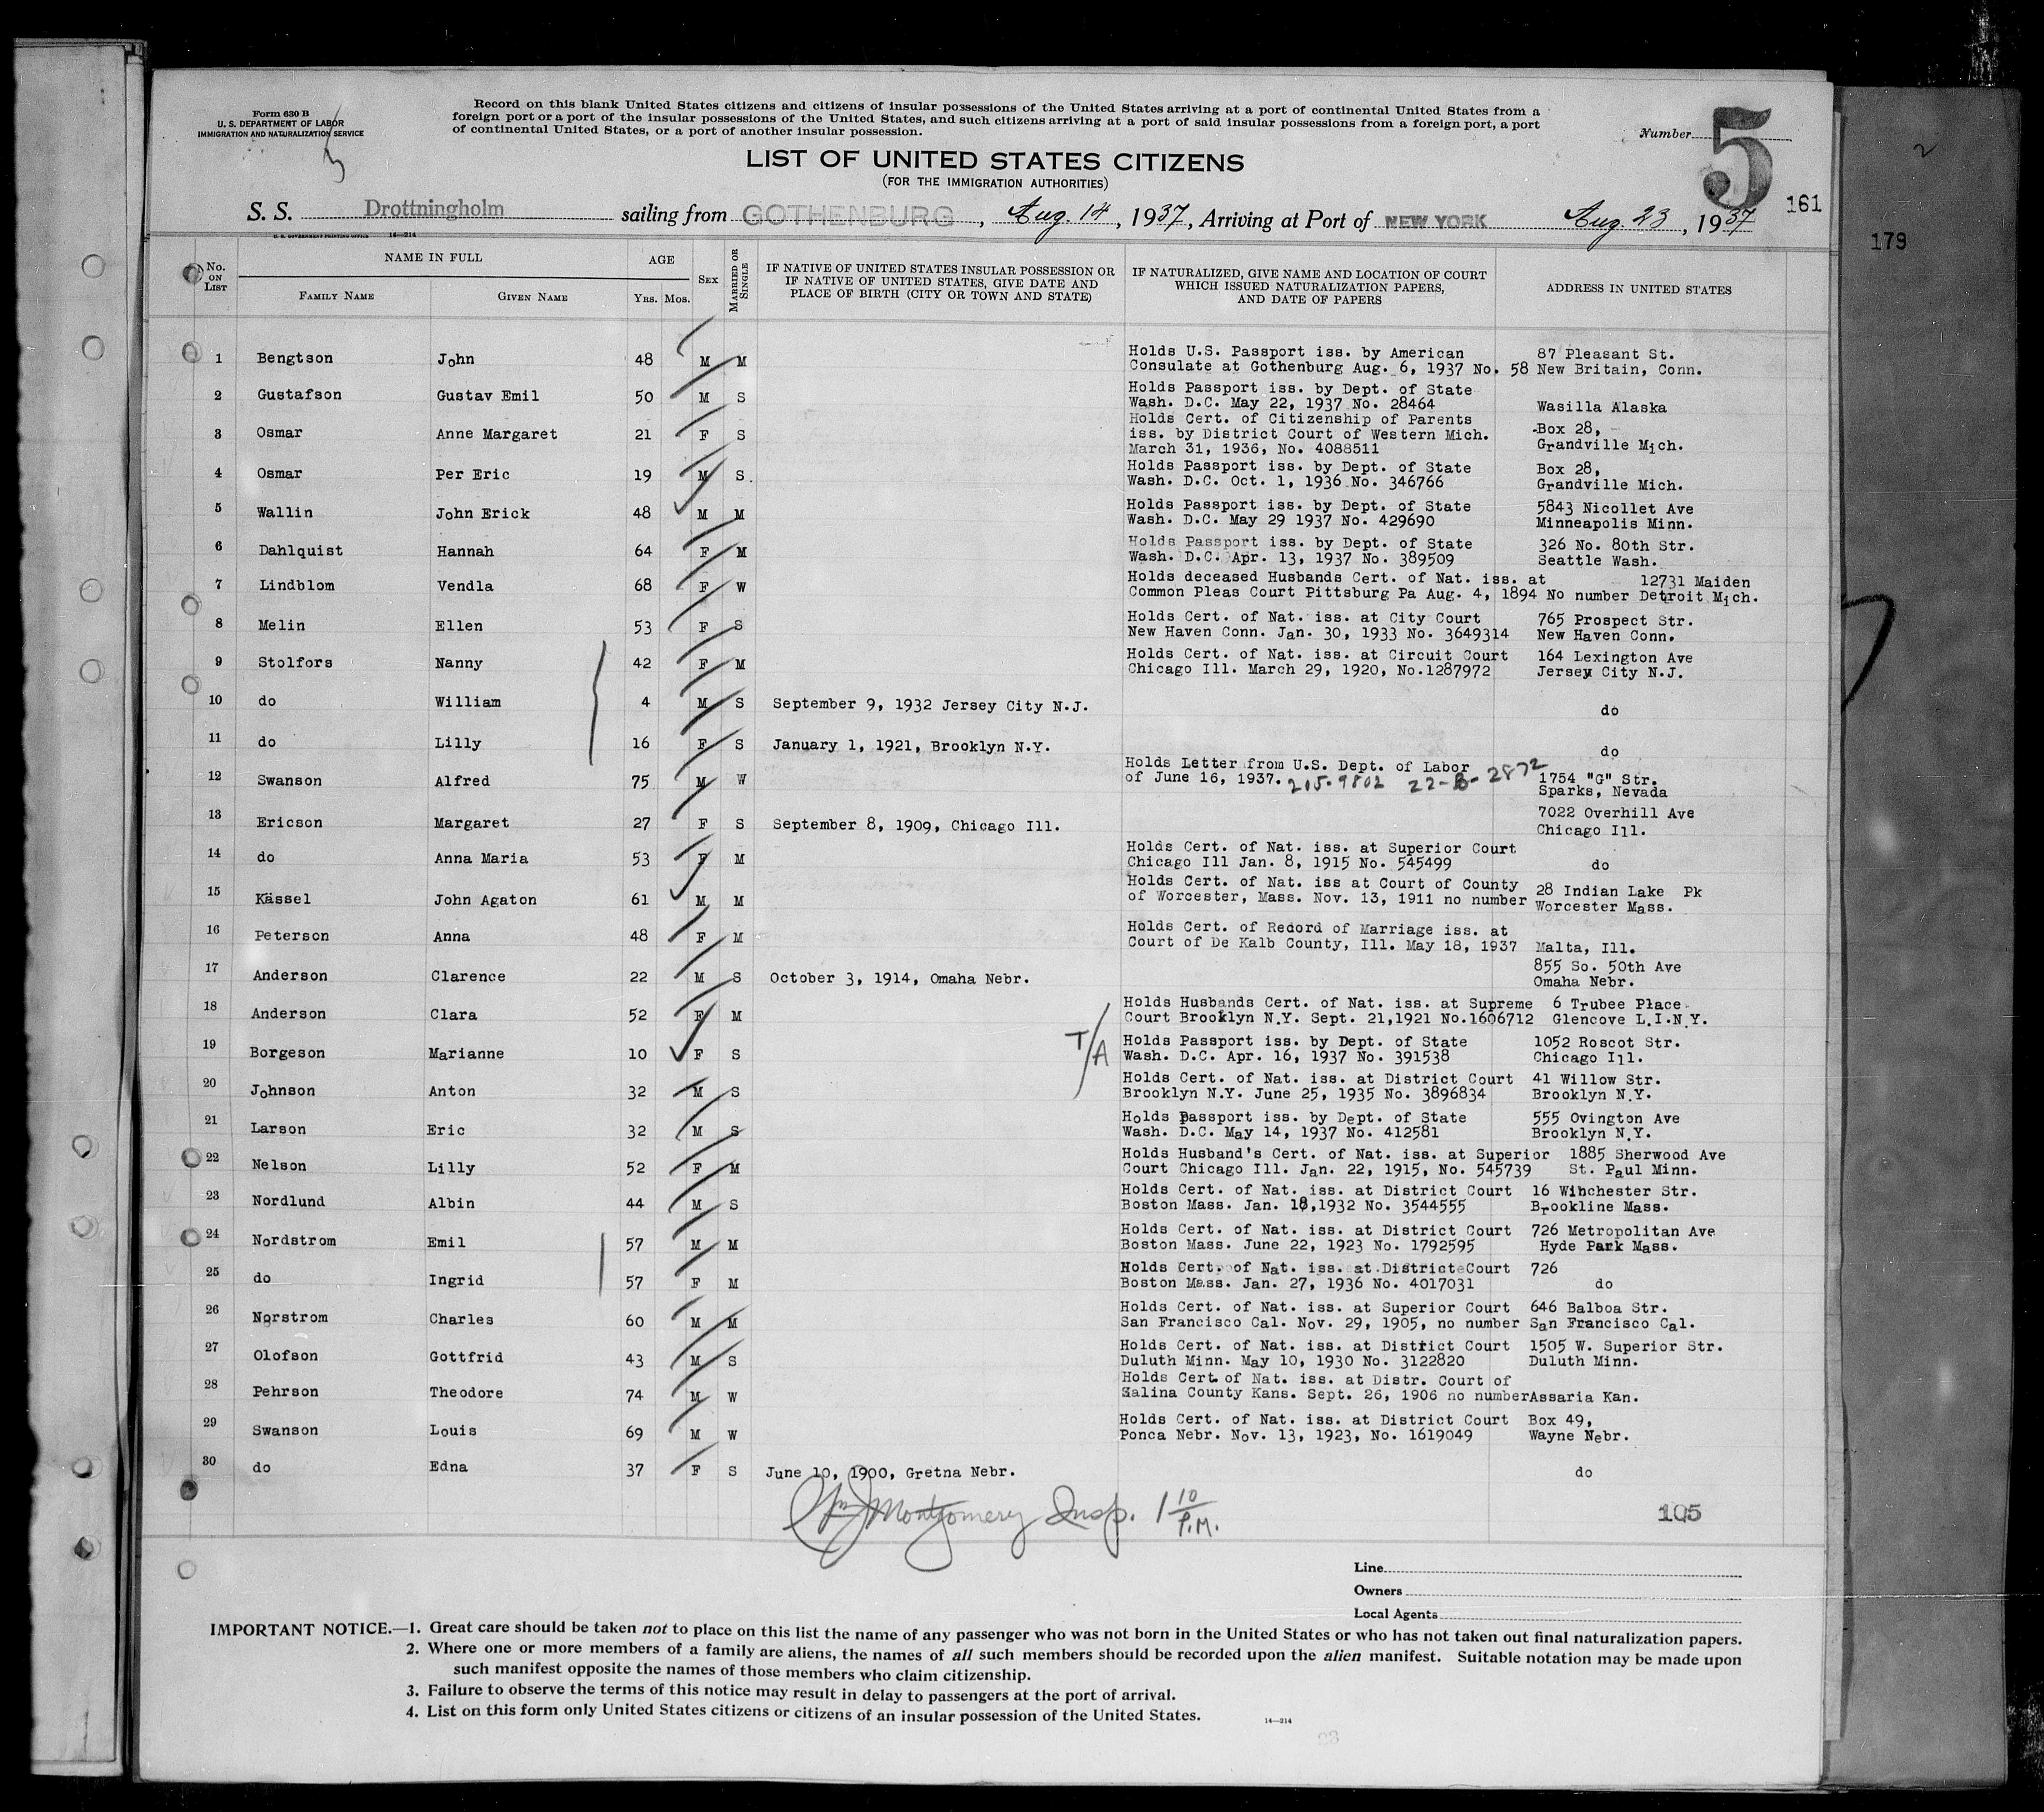 Form 630 B
U. S. DEPARTMENT OF LABOR
IMMIGRATION AND NATURALIZATION SERVICE
Record on this blank United States citizens and citizens of insular possessions of the United States arriving at a port of continental United States from a
foreign port or a port of the insular possessions of the United States, and such citizens arriving at a port of said insular possessions from a foreign port, a port
of continental United States, or a port of another insular possession.
Number 5
LIST OF UNITED STATES CITIZENS
(FOR THE IMMIGRATION AUTHORITIES)
S. S. Drottningholm sailing from GOTHENBURG, Aug. 14, 1937, Arriving at Port of NEW YORK Aug. 23, 1937
161
179
2
U. S. GOVERNMENT PRINTING OFFICE 14—214
No. ON LIST
NAME IN FULL
FAMILY NAME
GIVEN NAME
AGE
YRS. MOS.
SEX
MARRIED OR SINGLE
IF NATIVE OF UNITED STATES INSULAR POSSESSION OR
IF NATIVE OF UNITED STATES, GIVE DATE AND
PLACE OF BIRTH (CITY OR TOWN AND STATE)
IF NATURALIZED, GIVE NAME AND LOCATION OF COURT
WHICH ISSUED NATURALIZATION PAPERS,
AND DATE OF PAPERS
ADDRESS IN UNITED STATES
1 Bengtson John 48 M M Holds U.S. Passport iss. by American 87 Pleasant St.
Consulate at Gothenburg Aug. 6, 1937 No. 58 New Britain, Conn.
2 Gustafson Gustav Emil 50 M S Holds Passport iss. by Dept. of State
Wash. D.C. May 22, 1937 No. 28464 Wasilla Alaska
3 Osmar Anne Margaret 21 F S Holds Cert. of Citizenship of Parents
iss. by District Court of Western Mich. Box 28,
March 31, 1936, No. 4088511 Grandville Mich.
4 Osmar Per Eric 19 M S. Holds Passport iss. by Dept. of State Box 28,
Wash. D.C. Oct. 1, 1936 No. 346766 Grandville Mich.
5 Wallin John Erick 48 M M Holds Passport iss. by Dept. of State 5843 Nicollet Ave
Wash. D.C. May 29 1937 No. 429690 Minneapolis Minn.
6 Dahlquist Hannah 64 F M Holds Passport iss. by Dept. of State 326 No. 80th Str.
Wash. D.C. Apr. 13, 1937 No. 389509 Seattle Wash.
7 Lindblom Vendla 68 F W Holds deceased Husbands Cert. of Nat. iss. at 12731 Maiden
Common Pleas Court Pittsburg Pa Aug. 4, 1894 No number Detroit Mich.
8 Melin Ellen 53 F S Holds Cert. of Nat. iss. at City Court 765 Prospect Str.
New Haven Conn. Jan. 30, 1933 No. 3649314 New Haven Conn.
9 Stolfors Nanny 42 F M Holds Cert. of Nat. iss. at Circuit Court 164 Lexington Ave
Chicago Ill. March 29, 1920, No.1287972 Jersey City N.J.
10 do William 4 M S September 9, 1932 Jersey City N.J. do
11 do Lilly 16 F S January 1, 1921, Brooklyn N.Y. do
12 Swanson Alfred 75 M W Holds Letter from U.S. Dept. of Labor
of June 16, 1937. 205-9802 22-B-2872 1754 "G" Str.
Sparks, Nevada
13 Ericson Margaret 27 F S September 8, 1909, Chicago Ill. 7022 Overhill Ave
Chicago Ill.
14 do Anna Maria 53 F M Holds Cert. of Nat. iss. at Superior Court
Chicago Ill Jan. 8, 1915 No. 545499 do
15 Kässel John Agaton 61 M M Holds Cert. of Nat. iss at Court of County 28 Indian Lake Pk
of Worcester, Mass. Nov. 13, 1911 no number Worcester Mass.
16 Peterson Anna 48 F M Holds Cert. of Record of Marriage iss. at
Court of De Kalb County, Ill. May 18, 1937 Malta, Ill.
17 Anderson Clarence 22 M S October 3, 1914, Omaha Nebr. 855 So. 50th Ave
Omaha Nebr.
18 Anderson Clara 52 F M Holds Husbands Cert. of Nat. iss. at Supreme 6 Trubee Place
Court Brooklyn N.Y. Sept. 21,1921 No.1606712 Glencove L.I.N.Y.
19 Borgeson Marianne 10 F S T/A Holds Passport iss. by Dept. of State 1052 Roscot Str.
Wash. D.C. Apr. 16, 1937 No. 391538 Chicago Ill.
20 Johnson Anton 32 M S Holds Cert. of Nat. iss. at District Court 41 Willow Str.
Brooklyn N.Y. June 25, 1935 No. 3896834 Brooklyn N.Y.
21 Larson Eric 32 M S Holds Passport iss. by Dept. of State 555 Ovington Ave
Wash. D.C. May 14, 1937 No. 412581 Brooklyn N.Y.
22 Nelson Lilly 52 F M Holds Husband's Cert. of Nat. iss. at Superior 1885 Sherwood Ave
Court Chicago Ill. Jan. 22, 1915, No. 545739 St. Paul Minn.
23 Nordlund Albin 44 M S Holds Cert. of Nat. iss. at District Court 16 Winchester Str.
Boston Mass. Jan. 18,1932 No. 3544555 Brookline Mass.
24 Nordstrom Emil 57 M M Holds Cert. of Nat. iss. at District Court 726 Metropolitan Ave
Boston Mass. June 22, 1923 No. 1792595 Hyde Park Mass.
25 do Ingrid 57 F M Holds Cert. of Nat. iss. at District Court 726
Boston Mass. Jan. 27, 1936 No. 4017031 do
26 Norstrom Charles 60 M M Holds Cert. of Nat. iss. at Superior Court 646 Balboa Str.
San Francisco Cal. Nov. 29, 1905, no number San Francisco Cal.
27 Olofson Gottfrid 43 M S Holds Cert. of Nat. iss. at District Court 1505 W. Superior Str.
Duluth Minn. May 10, 1930 No. 3122820 Duluth Minn.
28 Pehrson Theodore 74 M W Holds Cert of Nat. iss. at Distr. Court of
Salina County Kans. Sept. 26, 1906 no number Assaria Kan.
29 Swanson Louis 69 M W Holds Cert. of Nat. iss. at District Court Box 49,
Ponca Nebr. Nov. 13, 1923, No. 1619049 Wayne Nebr.
30 do Edna 37 F S June 10, 1900, Gretna Nebr. do
Montgomery Insp. 1 10/P.M.
105
Line
Owners
Local Agents
IMPORTANT NOTICE.—1. Great care should be taken not to place on this list the name of any passenger who was not born in the United States or who has not taken out final naturalization papers.
2. Where one or more members of a family are aliens, the names of all such members should be recorded upon the alien manifest. Suitable notation may be made upon
such manifest opposite the names of those members who claim citizenship.
3. Failure to observe the terms of this notice may result in delay to passengers at the port of arrival.
4. List on this form only United States citizens or citizens of an insular possession of the United States.
14—214